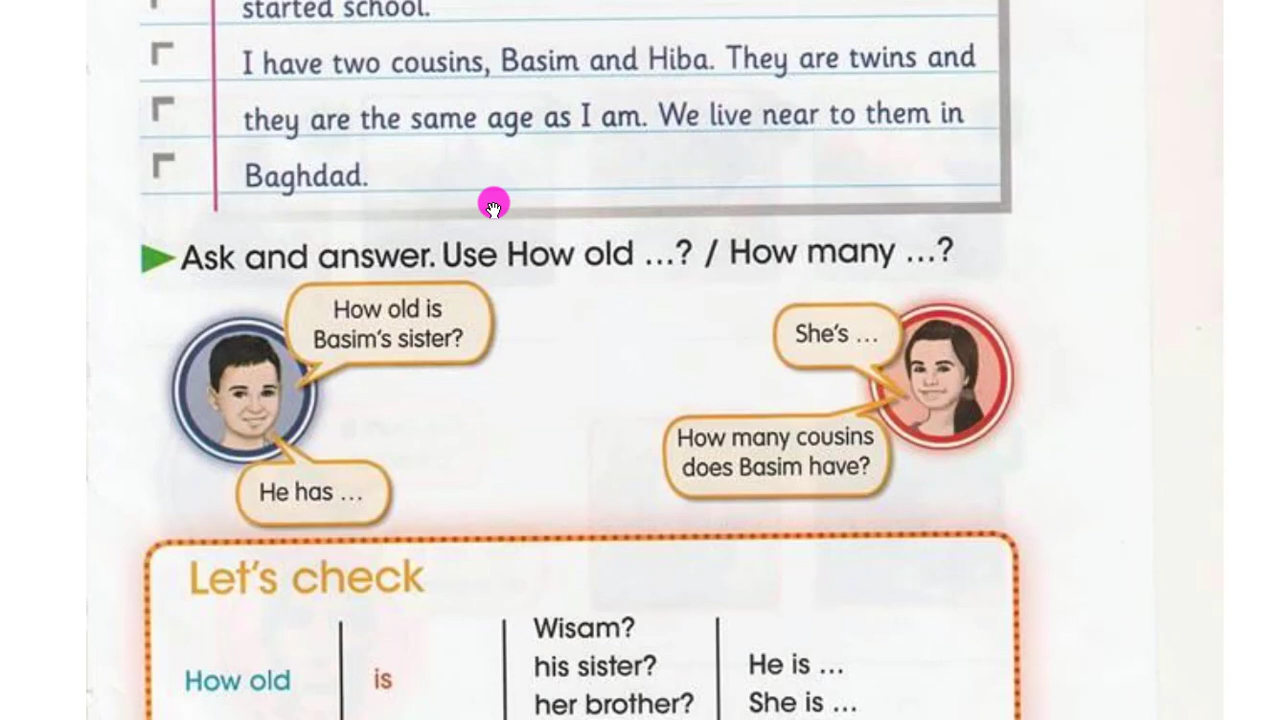 started school.
I have two cousins, Basim and Hiba. They are twins and
they are the same age as I am. We live near to them in
Baghdad.
Ask and answer. Use How old ...? / How many ...?
How old is
Basim's sister?
She's ...
How many cousins
does Basim have?
He has ...
Let's check
Wisam?
his sister?
her brother?
How old
is
He is ...
She is ...